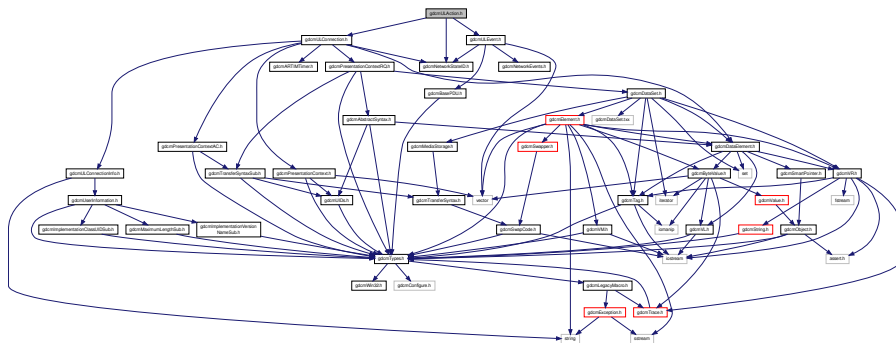 gdcmULAction.h
gdcmULConnection.h
gdcmULEvent.h
gdcmARTIMTimer.h
gdcmPresentationContextRQ.h
gdcmNetworkStateID.h
gdcmNetworkEvents.h
gdcmBasePDU.h
gdcmDataSet.h
gdcmAbstractSyntax.h
gdcmElement.h
gdcmDataSet.txx
gdcmPresentationContextAC.h
gdcmMediaStorage.h
gdcmSwapper.h
gdcmDataElement.h
gdcmULConnectionInfo.h
gdcmTransferSyntaxSub.h
gdcmPresentationContext.h
gdcmByteValue.h
set
gdcmSmartPointer.h
gdcmVR.h
gdcmUserInformation.h
gdcmUIDs.h
gdcmTransferSyntax.h
vector
gdcmTag.h
iterator
gdcmValue.h
fstream
gdcmImplementationClassUIDSub.h
gdcmMaximumLengthSub.h
gdcmImplementationVersion
NameSub.h
gdcmSwapCode.h
gdcmVM.h
iomanip
gdcmVL.h
gdcmString.h
gdcmObject.h
gdcmTypes.h
iostream
assert.h
gdcmWin32.h
gdcmConfigure.h
gdcmLegacyMacro.h
gdcmException.h
gdcmTrace.h
string
sstream